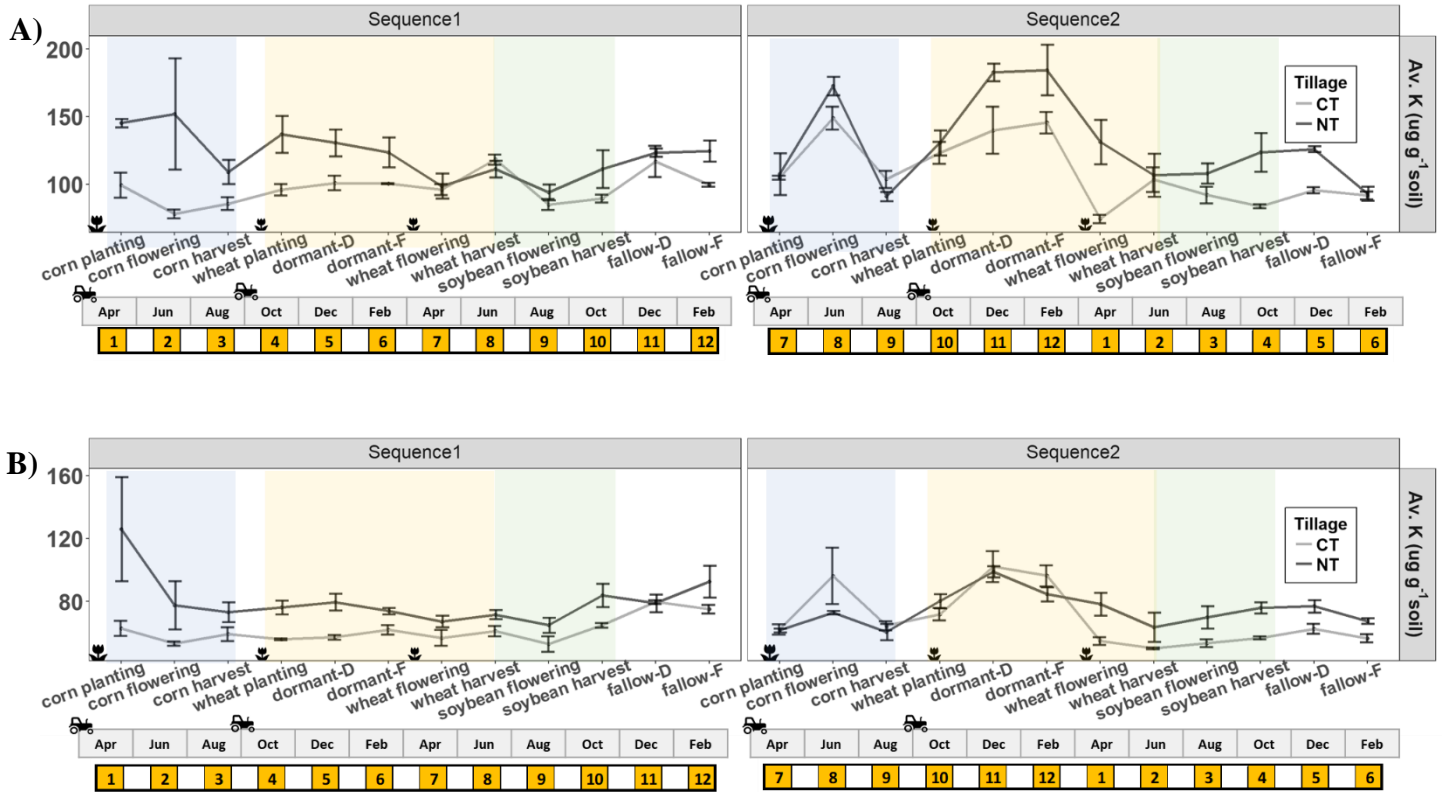 A)
Sequence1 Sequence2
200
150
100
Tillage
CT
NT
Av. K (ug g-1 soil)
corn planting corn flowering corn harvest wheat planting dormant-D dormant-F wheat flowering wheat harvest soybean flowering soybean harvest fallow-D fallow-F
corn planting corn flowering corn harvest wheat planting dormant-D dormant-F wheat flowering wheat harvest soybean flowering soybean harvest fallow-D fallow-F
Apr Jun Aug Oct Dec Feb Apr Jun Aug Oct Dec Feb
Apr Jun Aug Oct Dec Feb Apr Jun Aug Oct Dec Feb
1 2 3 4 5 6 7 8 9 10 11 12
7 8 9 10 11 12 1 2 3 4 5 6
B)
Sequence1 Sequence2
160
120
80
Tillage
CT
NT
Av. K (ug g-1 soil)
corn planting corn flowering corn harvest wheat planting dormant-D dormant-F wheat flowering wheat harvest soybean flowering soybean harvest fallow-D fallow-F
corn planting corn flowering corn harvest wheat planting dormant-D dormant-F wheat flowering wheat harvest soybean flowering soybean harvest fallow-D fallow-F
Apr Jun Aug Oct Dec Feb Apr Jun Aug Oct Dec Feb
Apr Jun Aug Oct Dec Feb Apr Jun Aug Oct Dec Feb
1 2 3 4 5 6 7 8 9 10 11 12
7 8 9 10 11 12 1 2 3 4 5 6